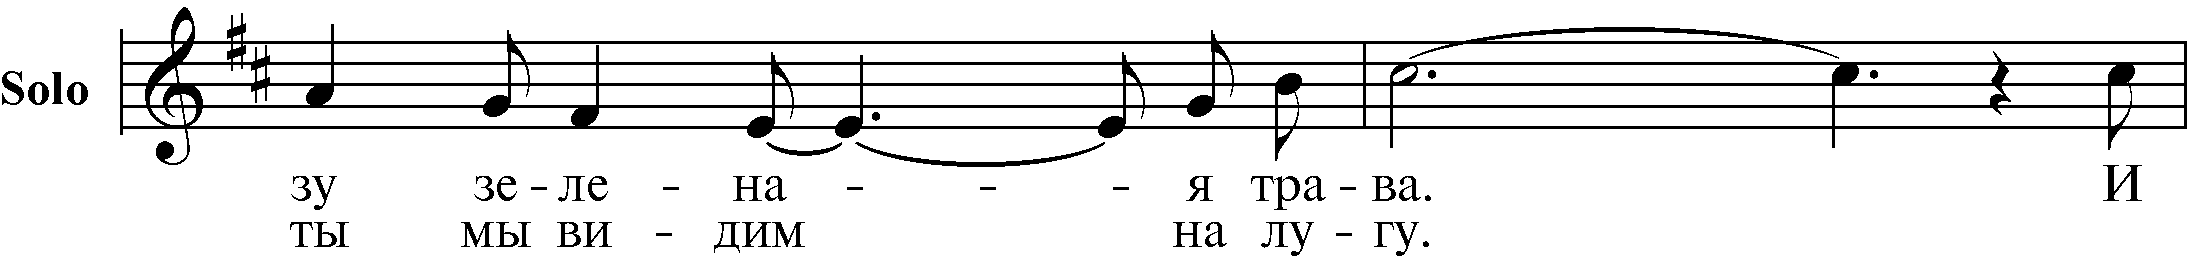 Solo
зу зе - ле - на - - - я тра - ва. И
ты мы ви - дим на лу - гу.